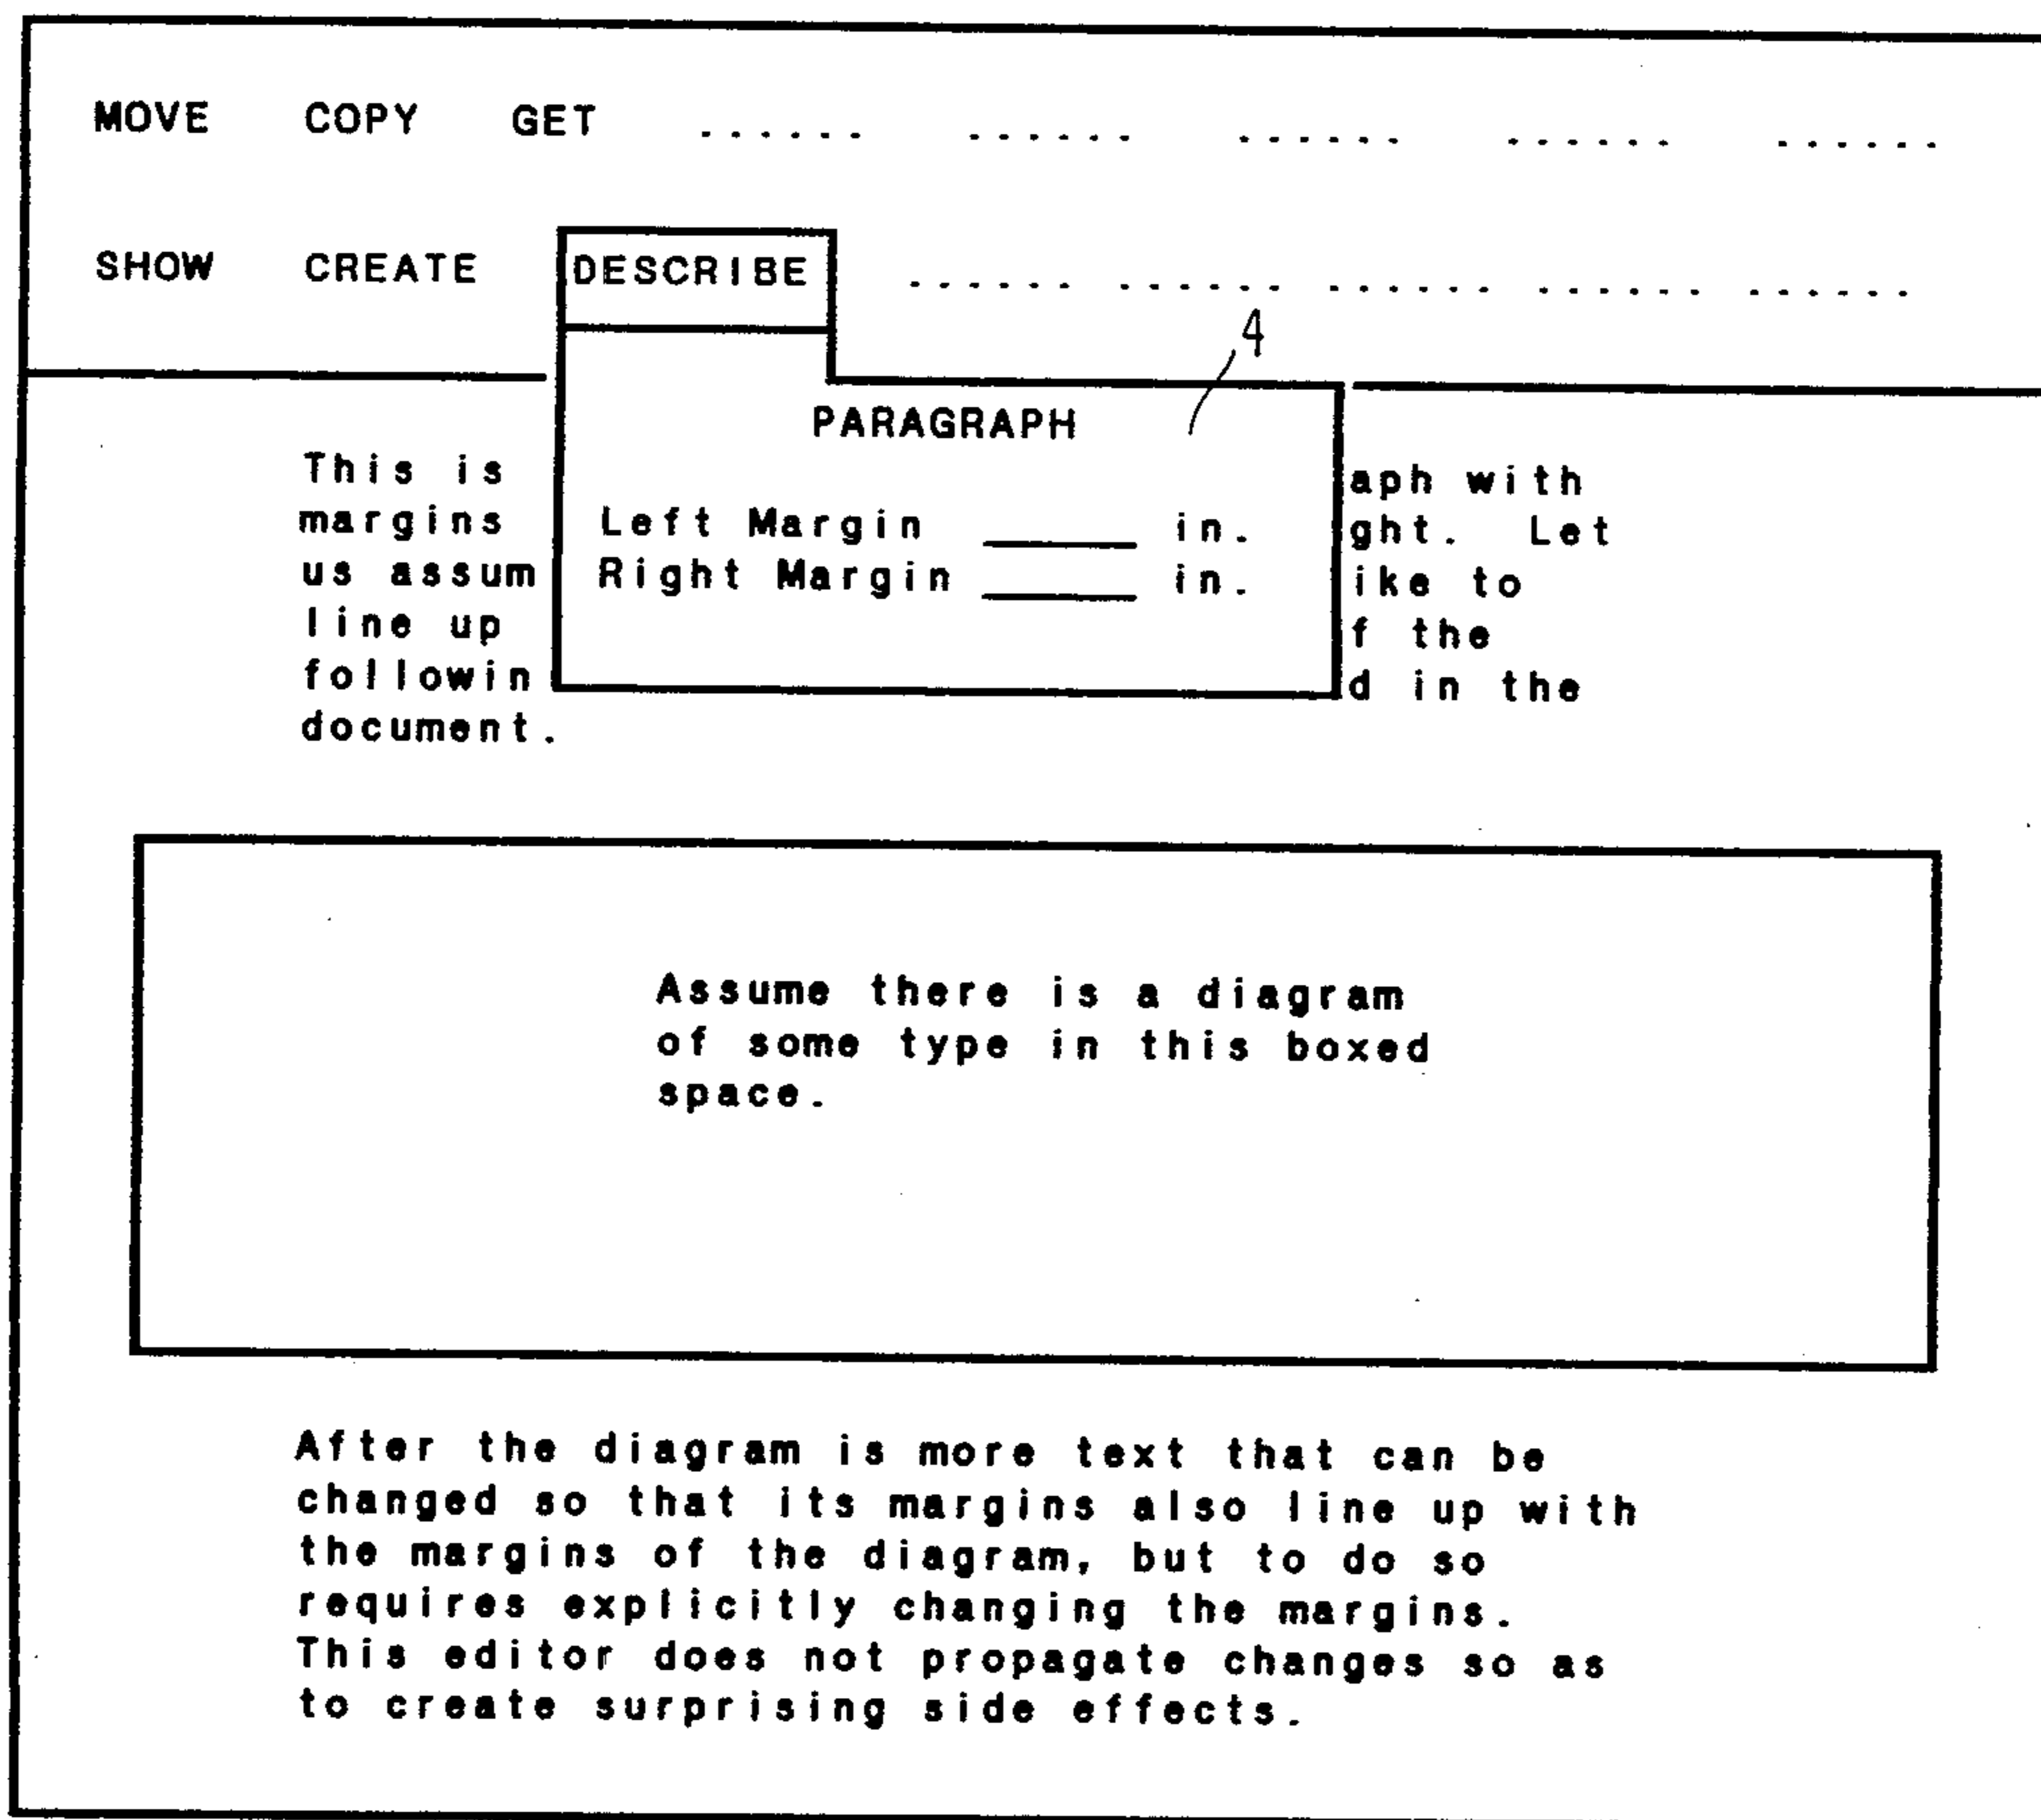 MOVE COPY GET ...... ...... ...... ...... ......
SHOW CREATE DESCRIBE ...... ...... ...... ...... ......
4
PARAGRAPH
Left Margin _____ in.
Right Margin _____ in.
This is aph with
margins ght. Let
us assum ike to
line up f the
followin d in the
document.
Assume there is a diagram
of some type in this boxed
space.
After the diagram is more text that can be
changed so that its margins also line up with
the margins of the diagram, but to do so
requires explicitly changing the margins.
This editor does not propagate changes so as
to create surprising side effects.